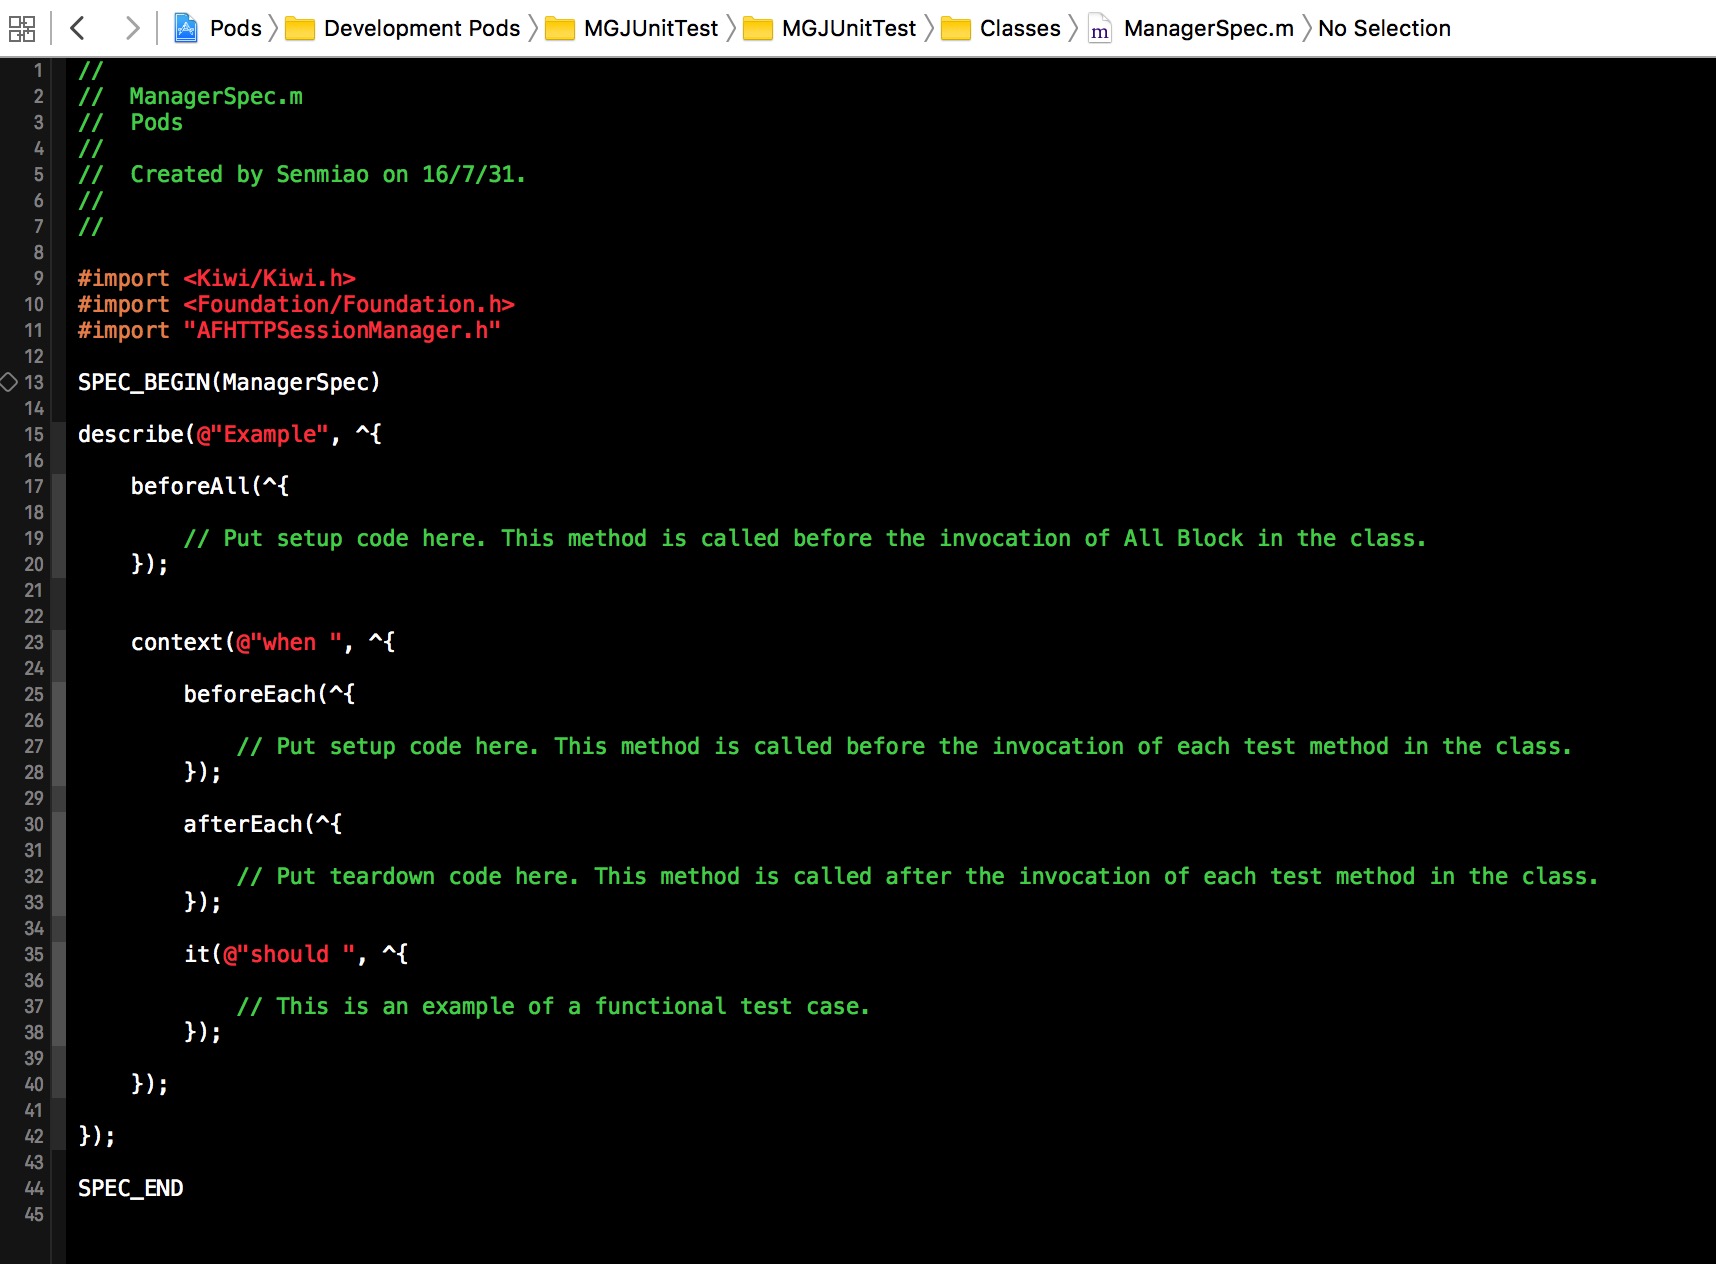 Pods Development Pods MGJUnitTest MGJUnitTest Classes m ManagerSpec.m No Selection
1 //
2 //  ManagerSpec.m
3 //  Pods
4 //
5 //  Created by Senmiao on 16/7/31.
6 //
7 //
8
9 #import <Kiwi/Kiwi.h>
10 #import <Foundation/Foundation.h>
11 #import "AFHTTPSessionManager.h"
12
13 SPEC_BEGIN(ManagerSpec)
14
15 describe(@"Example", ^{
16
17     beforeAll(^{
18
19         // Put setup code here. This method is called before the invocation of All Block in the class.
20     });
21
22
23     context(@"when ", ^{
24
25         beforeEach(^{
26
27             // Put setup code here. This method is called before the invocation of each test method in the class.
28         });
29
30         afterEach(^{
31
32             // Put teardown code here. This method is called after the invocation of each test method in the class.
33         });
34
35         it(@"should ", ^{
36
37             // This is an example of a functional test case.
38         });
39
40     });
41
42 });
43
44 SPEC_END
45